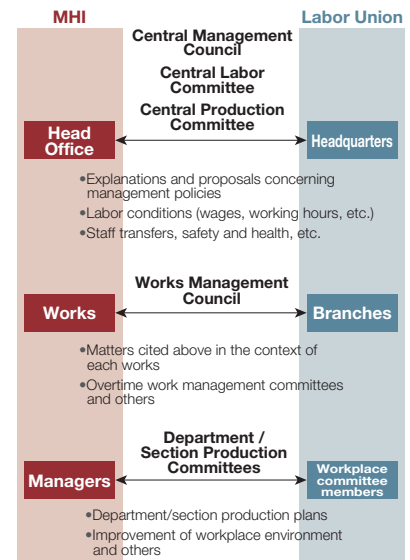 MHI
Labor Union
Central Management
Council
Central Labor
Committee
Central Production
Committee
Head
Office
Headquarters
•Explanations and proposals concerning
management policies
•Labor conditions (wages, working hours, etc.)
•Staff transfers, safety and health, etc.
Works Management
Council
Works
Branches
•Matters cited above in the context of
each works
•Overtime work management committees
and others
Department /
Section Production
Committees
Managers
Workplace
committee
members
•Department/section production plans
•Improvement of workplace environment
and others